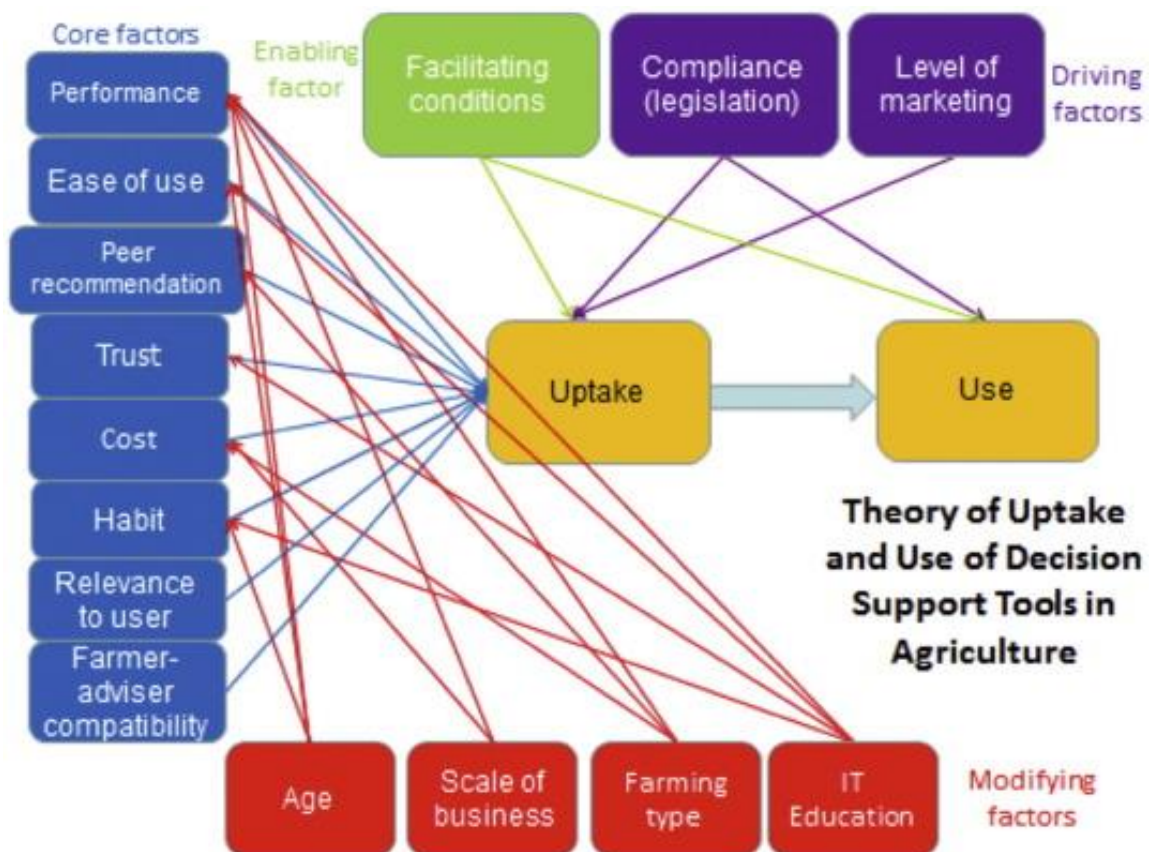 Core factors
Performance
Ease of use
Peer
recommendation
Trust
Cost
Habit
Relevance
to user
Farmer-
adviser
compatibility
Enabling
factor
Facilitating
conditions
Compliance
(legislation)
Level of
marketing
Driving
factors
Uptake
Use
Theory of Uptake
and Use of Decision
Support Tools in
Agriculture
Age
Scale of
business
Farming
type
IT
Education
Modifying
factors